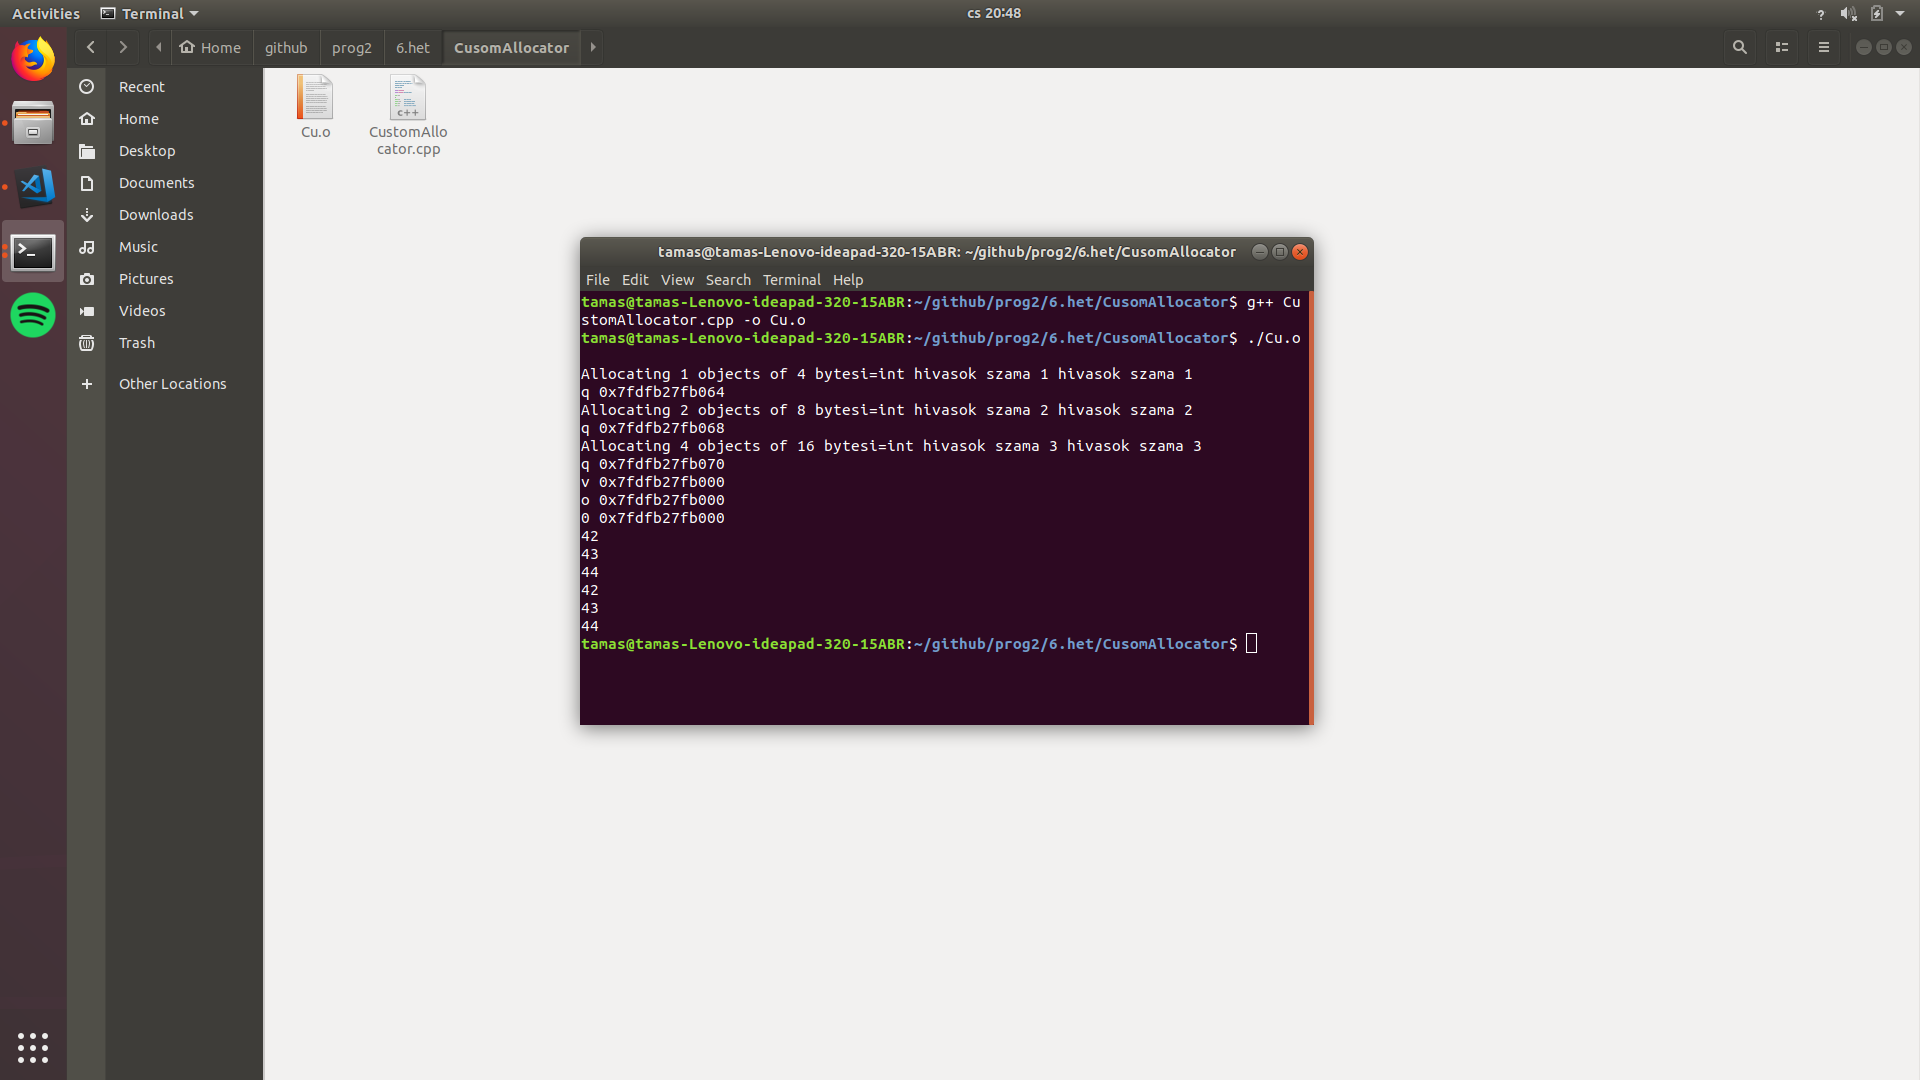 Activities
Terminal
cs 20:48
?
Home
github
prog2
6.het
CusomAllocator
Recent
Home
Desktop
Documents
Downloads
Music
Pictures
Videos
Trash
Other Locations
Cu.o
c++
CustomAllo
cator.cpp
tamas@tamas-Lenovo-ideapad-320-15ABR: ~/github/prog2/6.het/CusomAllocator
File Edit View Search Terminal Help
tamas@tamas-Lenovo-ideapad-320-15ABR:~/github/prog2/6.het/CusomAllocator$ g++ Cu
stomAllocator.cpp -o Cu.o
tamas@tamas-Lenovo-ideapad-320-15ABR:~/github/prog2/6.het/CusomAllocator$ ./Cu.o
Allocating 1 objects of 4 bytesi=int hivasok szama 1 hivasok szama 1
q 0x7fdfb27fb064
Allocating 2 objects of 8 bytesi=int hivasok szama 2 hivasok szama 2
q 0x7fdfb27fb068
Allocating 4 objects of 16 bytesi=int hivasok szama 3 hivasok szama 3
q 0x7fdfb27fb070
v 0x7fdfb27fb000
o 0x7fdfb27fb000
0 0x7fdfb27fb000
42
43
44
42
43
44
tamas@tamas-Lenovo-ideapad-320-15ABR:~/github/prog2/6.het/CusomAllocator$